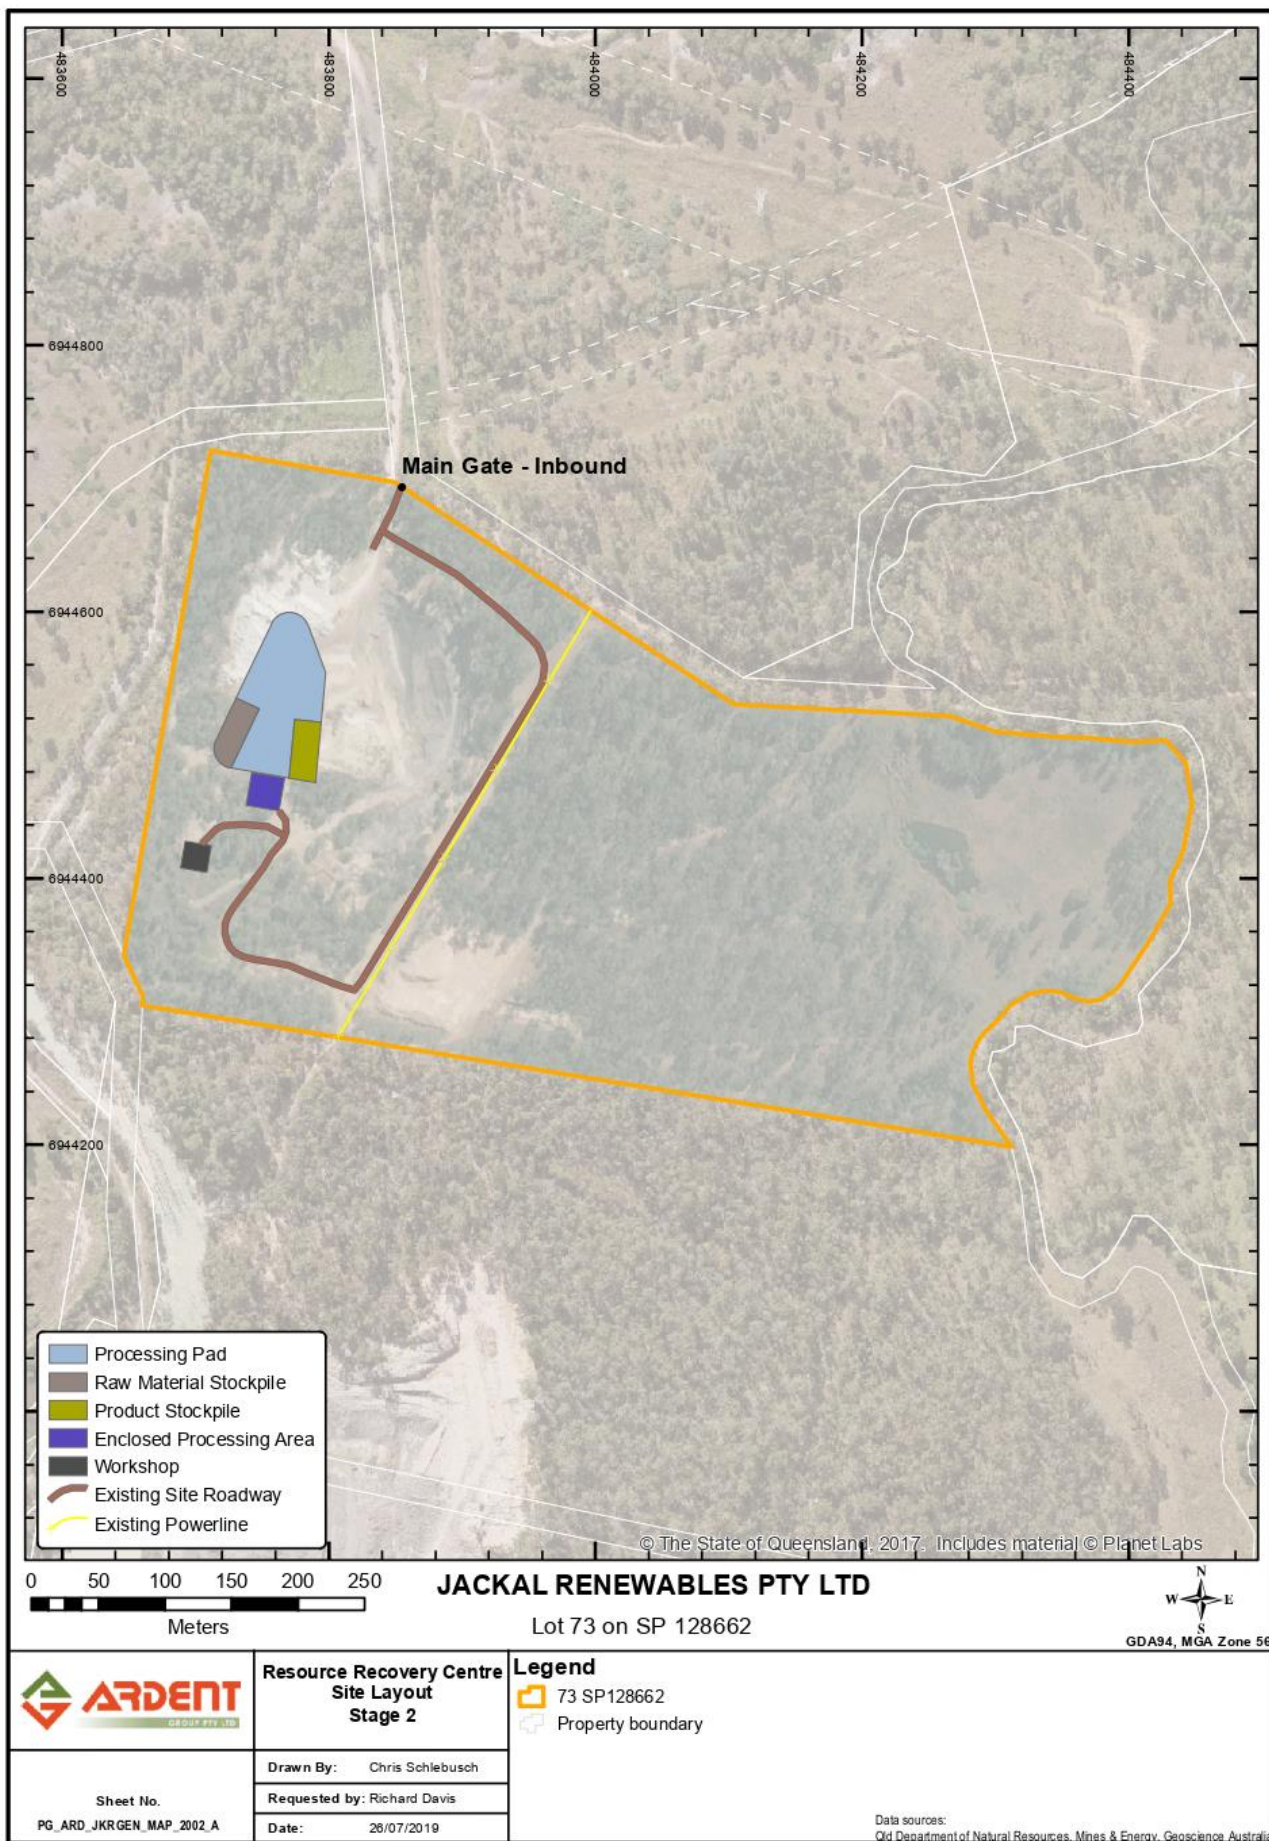 483600
483800
484000
484200
484400
6944800
Main Gate - Inbound
6944600
6944400
6944200
Processing Pad
Raw Material Stockpile
Product Stockpile
Enclosed Processing Area
Workshop
Existing Site Roadway
Existing Powerline
© The State of Queensland, 2017. Includes material © Planet Labs
0 50 100 150 200 250
Meters
JACKAL RENEWABLES PTY LTD
Lot 73 on SP 128662
N
W E
S
GDA94, MGA Zone 56
ARDENT
GROUP PTY LTD
Resource Recovery Centre
Site Layout
Stage 2
Legend
73 SP128662
Property boundary
Sheet No.
PG_ARD_JKRGEN_MAP_2002_A
Drawn By: Chris Schlebusch
Requested by: Richard Davis
Date: 26/07/2019
Data sources:
Qld Department of Natural Resources, Mines & Energy, Geoscience Australia